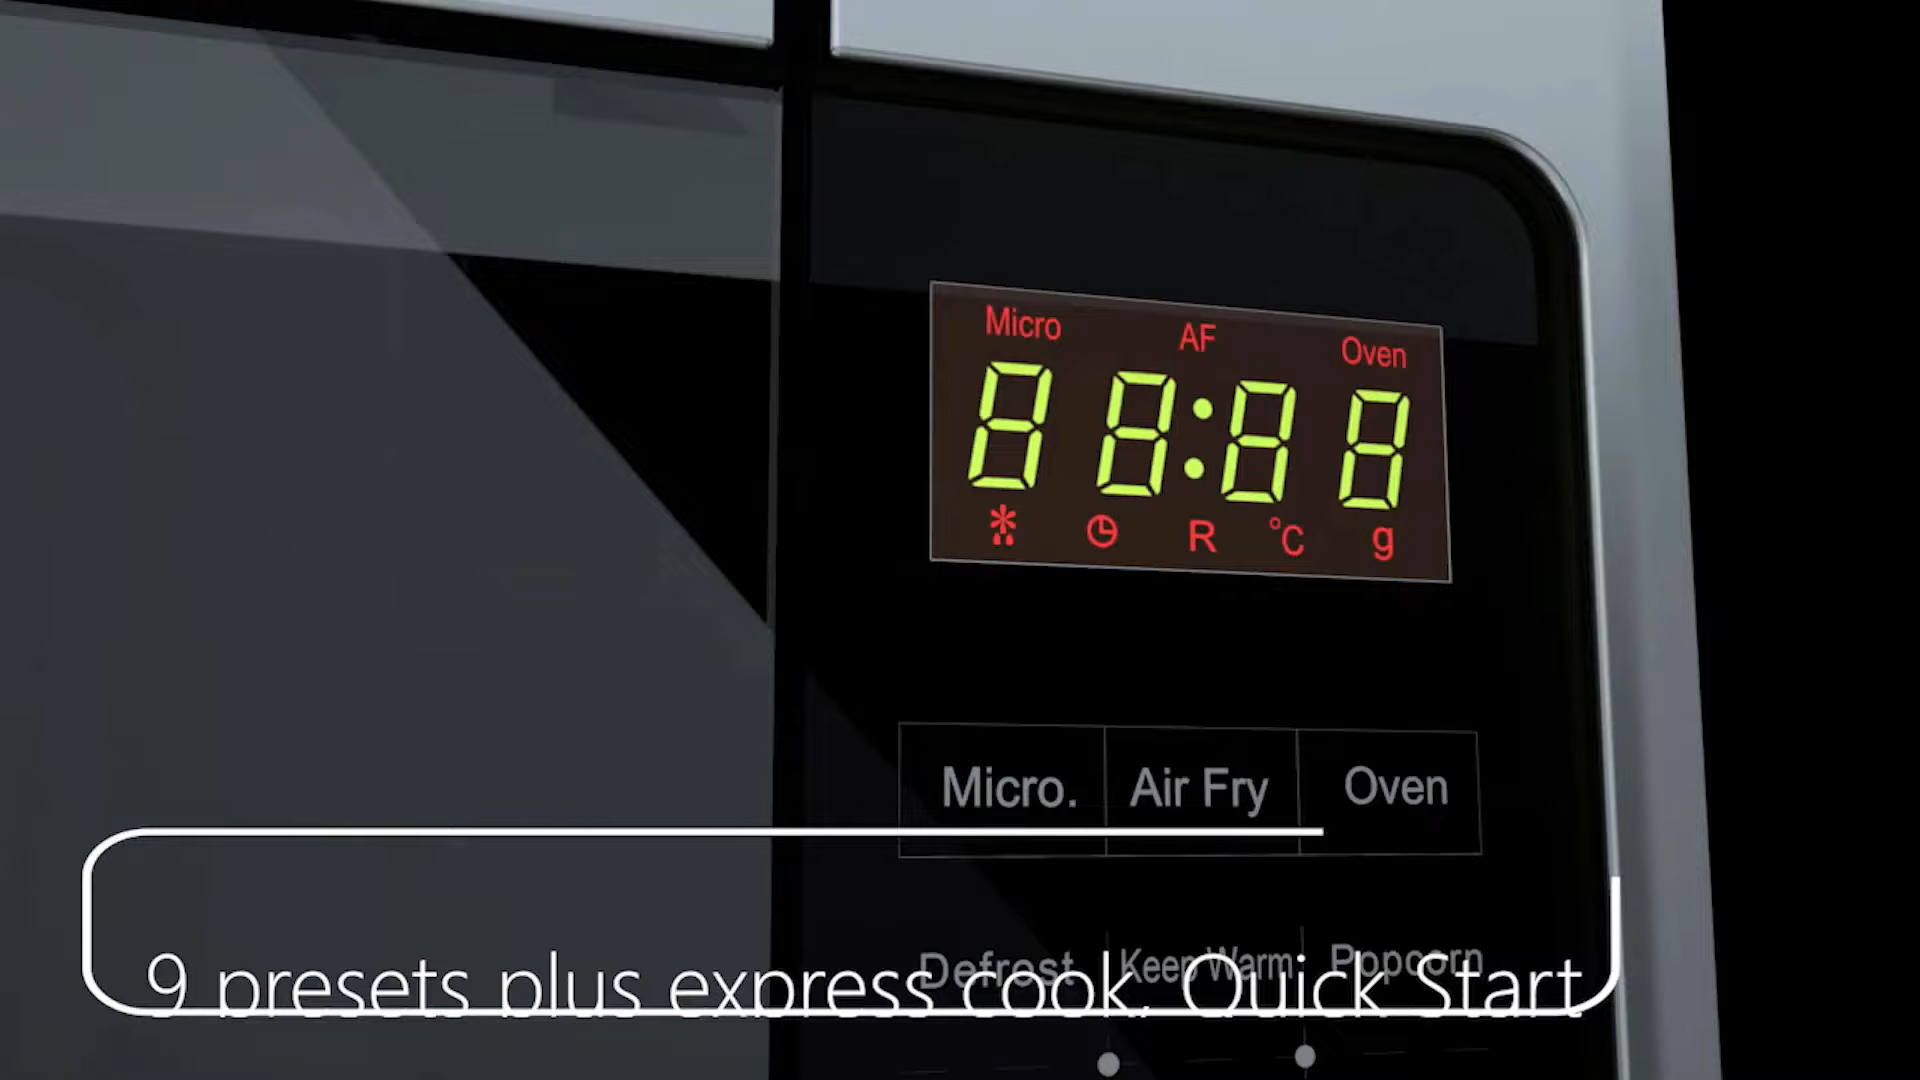 Micro AF Oven
88:88
R °C g
Micro. Air Fry Oven
Defrost Keep Warm Popcorn
9 presets plus express cook, Quick Start